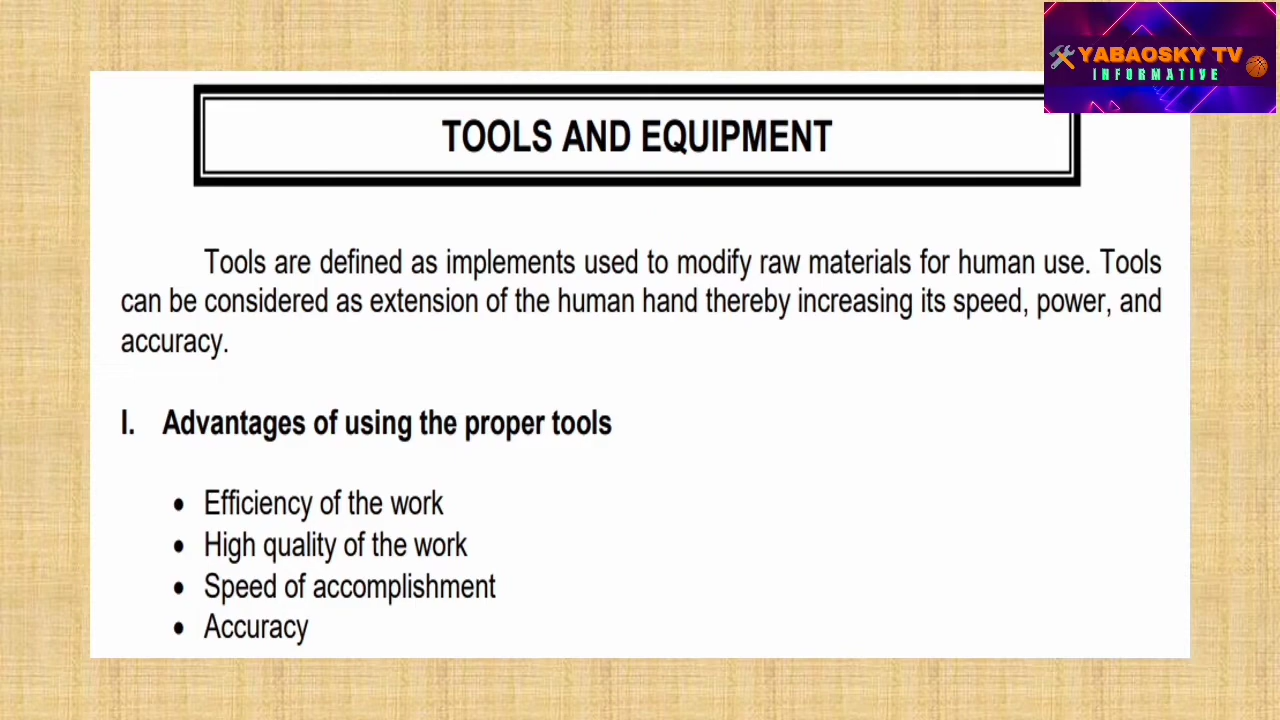 YABAOSKY TV
INFORMATIVE
TOOLS AND EQUIPMENT
Tools are defined as implements used to modify raw materials for human use. Tools
can be considered as extension of the human hand thereby increasing its speed, power, and
accuracy.
I. Advantages of using the proper tools
• Efficiency of the work
• High quality of the work
• Speed of accomplishment
• Accuracy